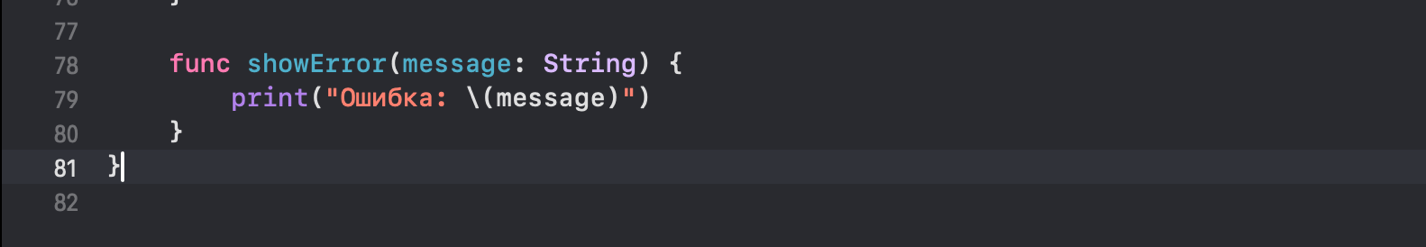 77
78 func showError(message: String) {
79 print("Ошибка: \(message)")
80 }
81 }
82